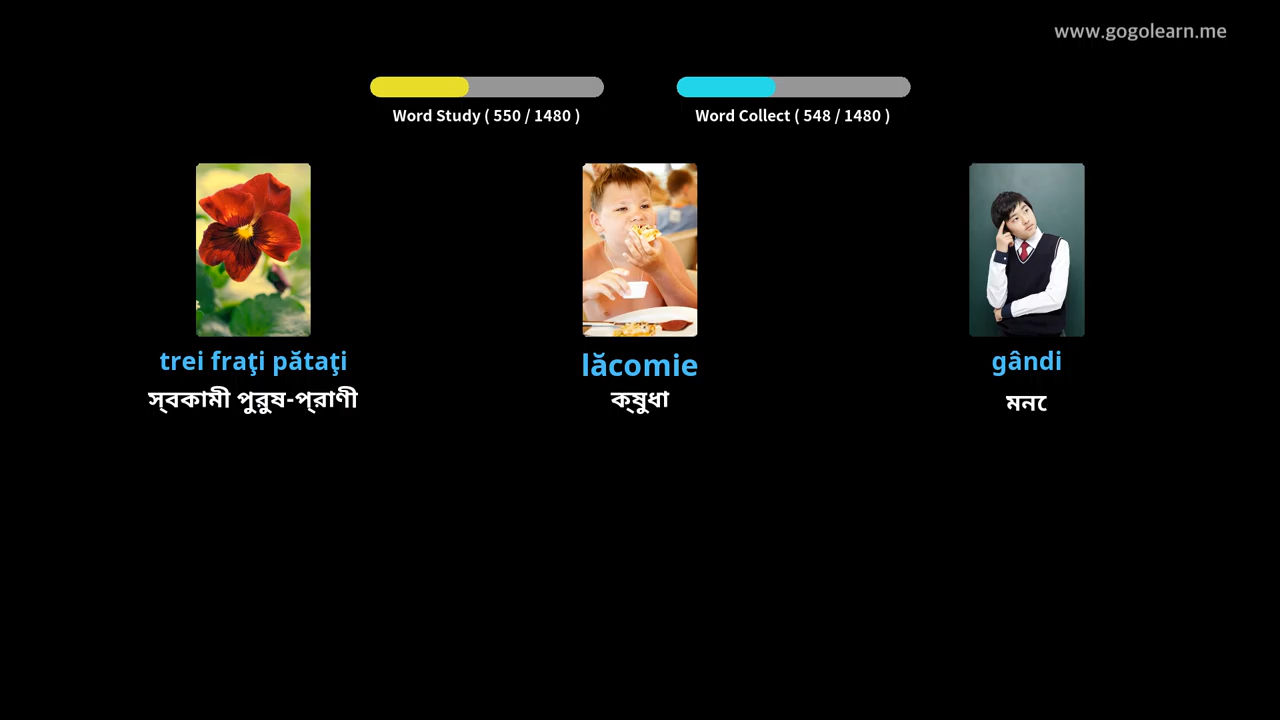 www.gogolearn.me
Word Study ( 550 / 1480 )
Word Collect ( 548 / 1480 )
trei fraţi pătaţi
lăcomie
gândi
স্বকামী পুরুষ-প্রাণী
ক্ষুধা
মনে